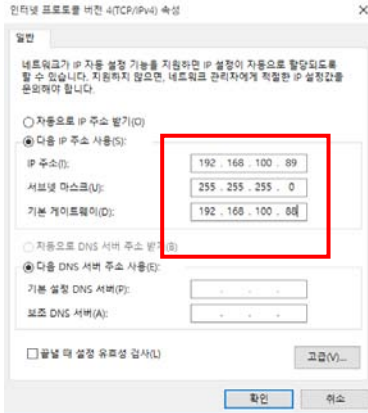 인터넷 프로토콜 버전 4(TCP/IPv4) 속성
일반
네트워크가 IP 자동 설정 기능을 지원하면 IP 설정이 자동으로 할당되도록
할 수 있습니다. 지원하지 않으면, 네트워크 관리자에게 적절한 IP 설정값을
문의해야 합니다.
자동으로 IP 주소 받기(O)
다음 IP 주소 사용(S):
IP 주소(I): 192 . 168 . 100 . 89
서브넷 마스크(U): 255 . 255 . 255 . 0
기본 게이트웨이(D): 192 . 168 . 100 . 88
자동으로 DNS 서버 주소 받기(B)
다음 DNS 서버 주소 사용(E):
기본 설정 DNS 서버(P): . . .
보조 DNS 서버(A): . . .
끝낼 때 설정 유효성 검사(L)
고급(V)...
확인 취소